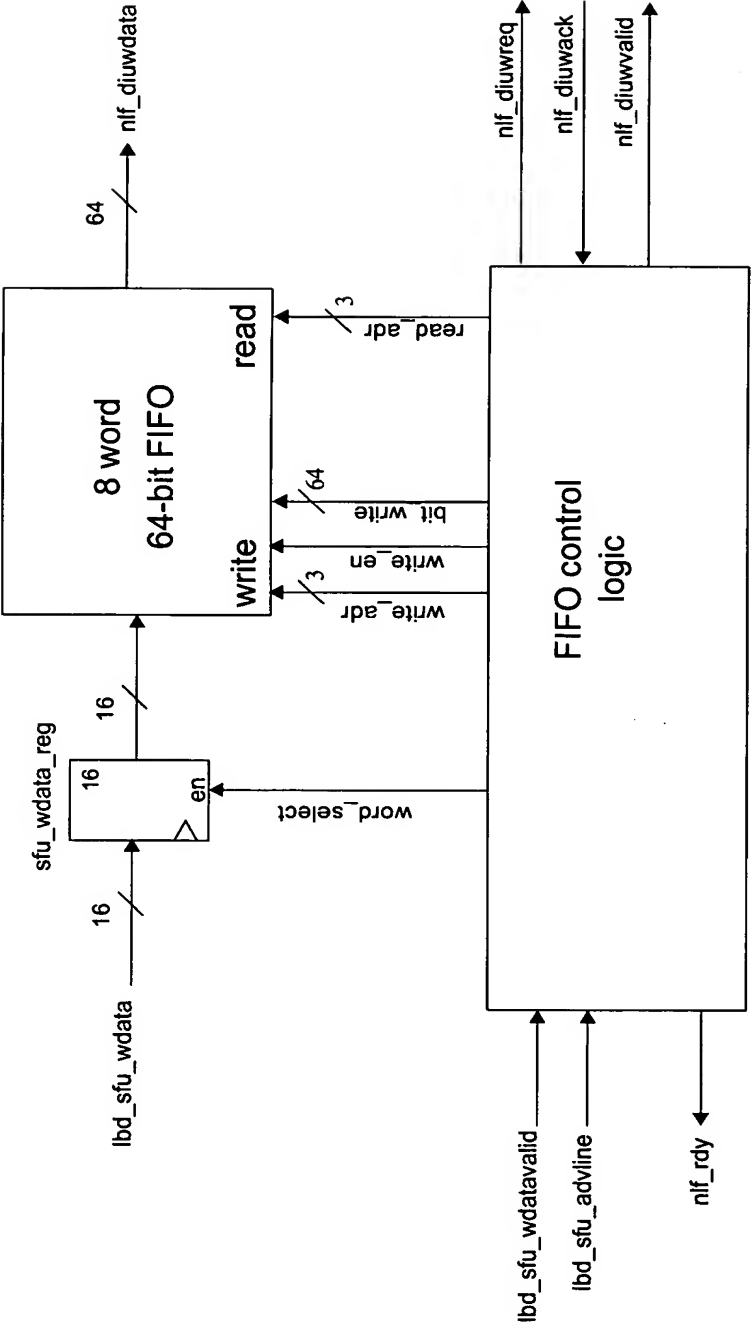 lbd_sfu_wdata
16
sfu_wdata_reg
16
en
16
8 word
64-bit FIFO
write
read
64
nlf_diuwdata
word_select
write_adr
3
write_en
bit_write
64
read_adr
3
FIFO control
logic
lbd_sfu_wdatavalid
lbd_sfu_advline
nlf_rdy
nlf_diuwreq
nlf_diuwack
nlf_diuwvalid